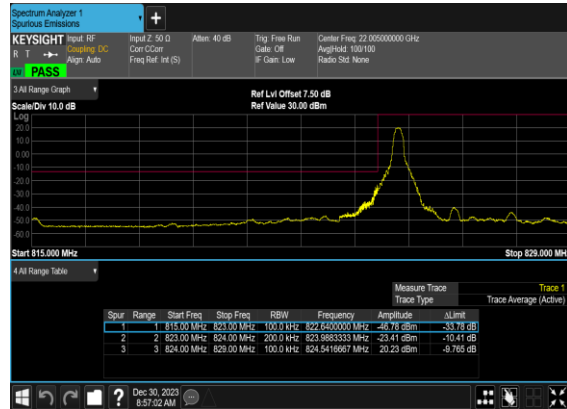 Spectrum Analyzer 1
Spurious Emissions
+
KEYSIGHT Input: RF Input Z: 50 Ω Atten: 40 dB Trig: Free Run Center Freq: 22.005000000 GHz
R T Coupling: DC Corr CCorr Gate: Off Avg|Hold: 100/100
Align: Auto Freq Ref: Int (S) IF Gain: Low Radio Std: None
PASS
3 All Range Graph
Ref Lvl Offset 7.50 dB
Scale/Div 10.0 dB Ref Value 30.00 dBm
Log
20.0
10.0
0.00
-10.0
-20.0
-30.0
-40.0
-50.0
-60.0
Start 815.000 MHz Stop 829.000 MH
4 All Range Table
Measure Trace Trace 1
Trace Type Trace Average (Active)
Spur Range Start Freq Stop Freq RBW Frequency Amplitude ΔLimit
1 1 815.00 MHz 823.00 MHz 100.0 kHz 822.6400000 MHz -46.78 dBm -33.78 dB
2 2 823.00 MHz 824.00 MHz 200.0 kHz 823.9883333 MHz -23.41 dBm -10.41 dB
3 3 824.00 MHz 829.00 MHz 100.0 kHz 824.5416667 MHz 20.23 dBm -9.765 dB
? Dec 30, 2023
8:57:02 AM